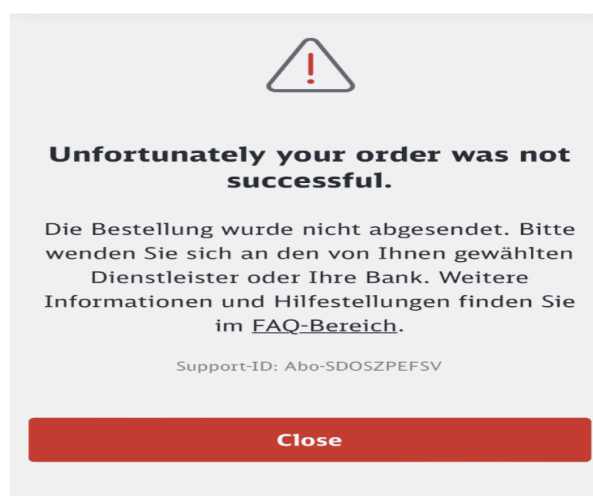 Unfortunately your order was not
successful.
Die Bestellung wurde nicht abgesendet. Bitte
wenden Sie sich an den von Ihnen gewählten
Dienstleister oder Ihre Bank. Weitere
Informationen und Hilfestellungen finden Sie
im FAQ-Bereich.
Support-ID: Abo-SDOSZPEFSV
Close